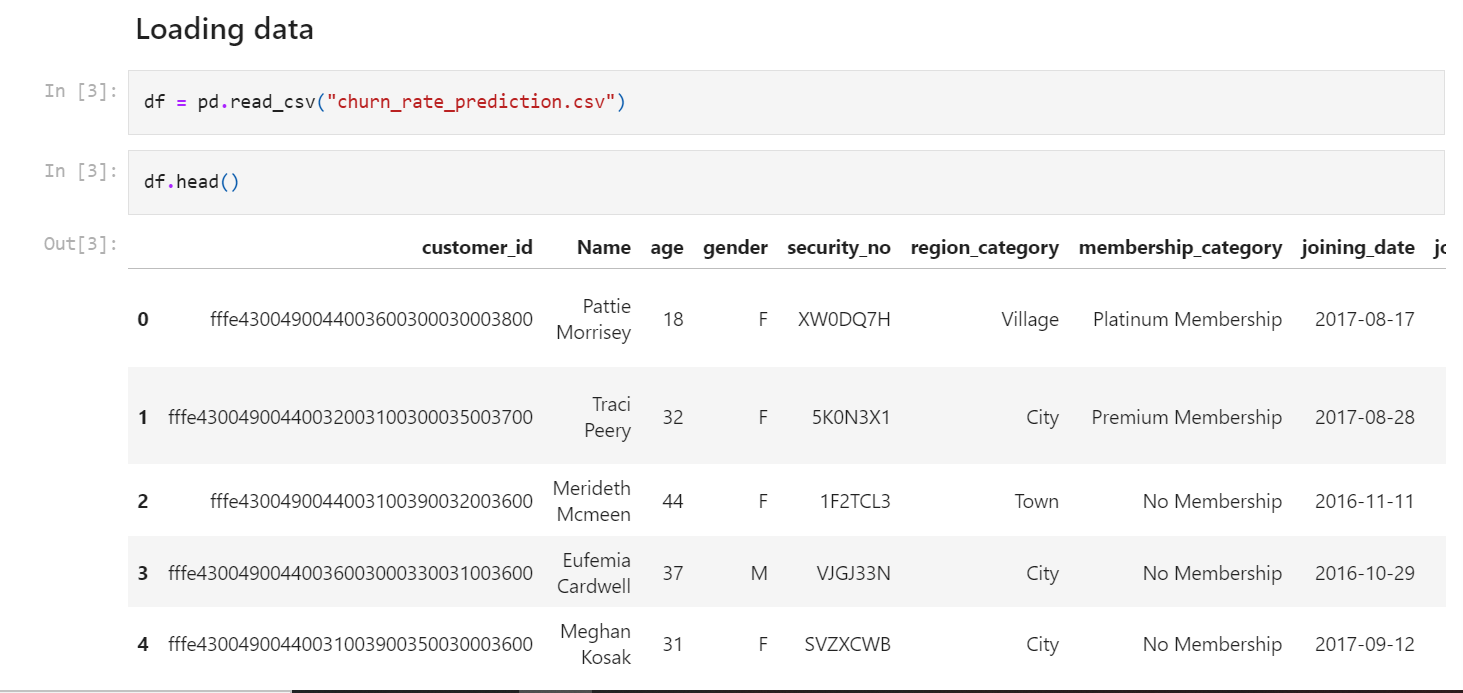 Loading data
In [3]: df = pd.read_csv("churn_rate_prediction.csv")
In [3]: df.head()
Out[3]: customer_id Name age gender security_no region_category membership_category joining_date
0 fffe4300490044003600300030003800 Pattie Morrisey 18 F XW0DQ7H Village Platinum Membership 2017-08-17
1 fffe43004900440032003100300035003700 Traci Peery 32 F 5K0N3X1 City Premium Membership 2017-08-28
2 fffe4300490044003100390032003600 Merideth Mcmeen 44 F 1F2TCL3 Town No Membership 2016-11-11
3 fffe43004900440036003000330031003600 Eufemia Cardwell 37 M VJGJ33N City No Membership 2016-10-29
4 fffe43004900440031003900350030003600 Meghan Kosak 31 F SVZXCWB City No Membership 2017-09-12